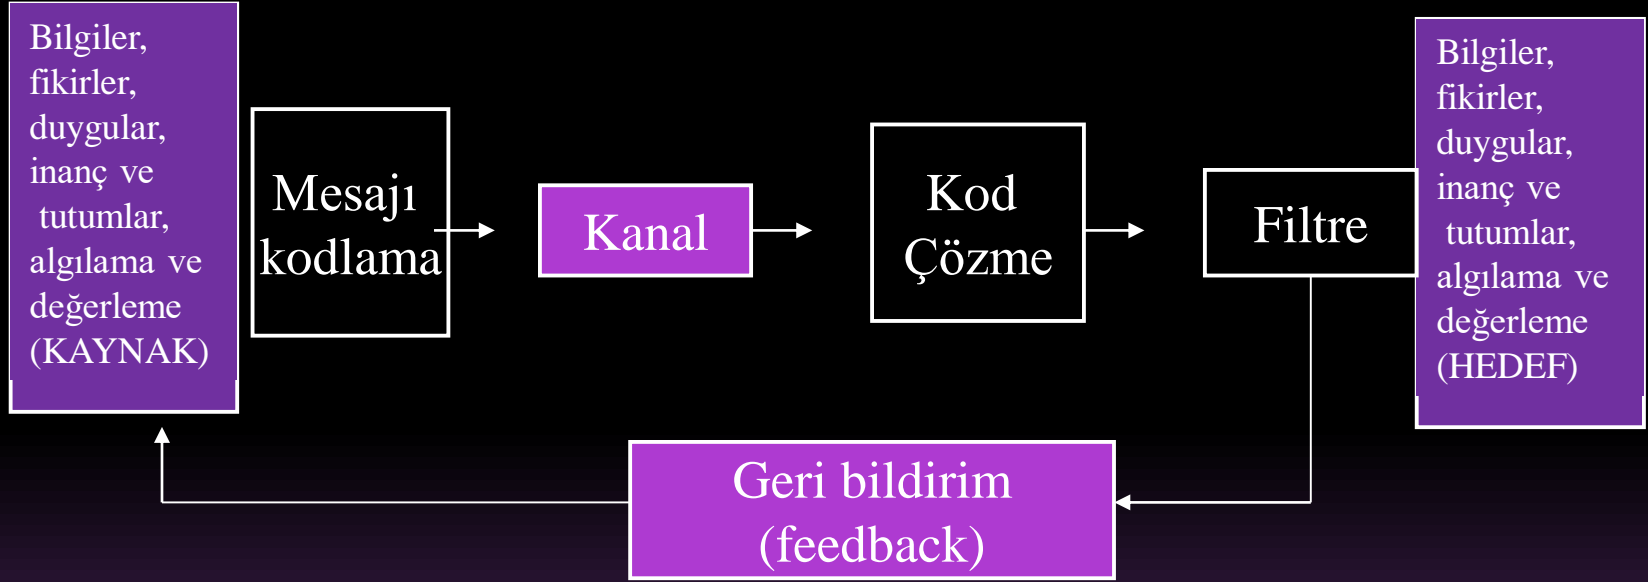 Bilgiler,
fikirler,
duygular,
inanç ve
tutumlar,
algılama ve
değerleme
(KAYNAK)
Mesajı
kodlama
Kanal
Kod
Çözme
Filtre
Bilgiler,
fikirler,
duygular,
inanç ve
tutumlar,
algılama ve
değerleme
(HEDEF)
Geri bildirim
(feedback)